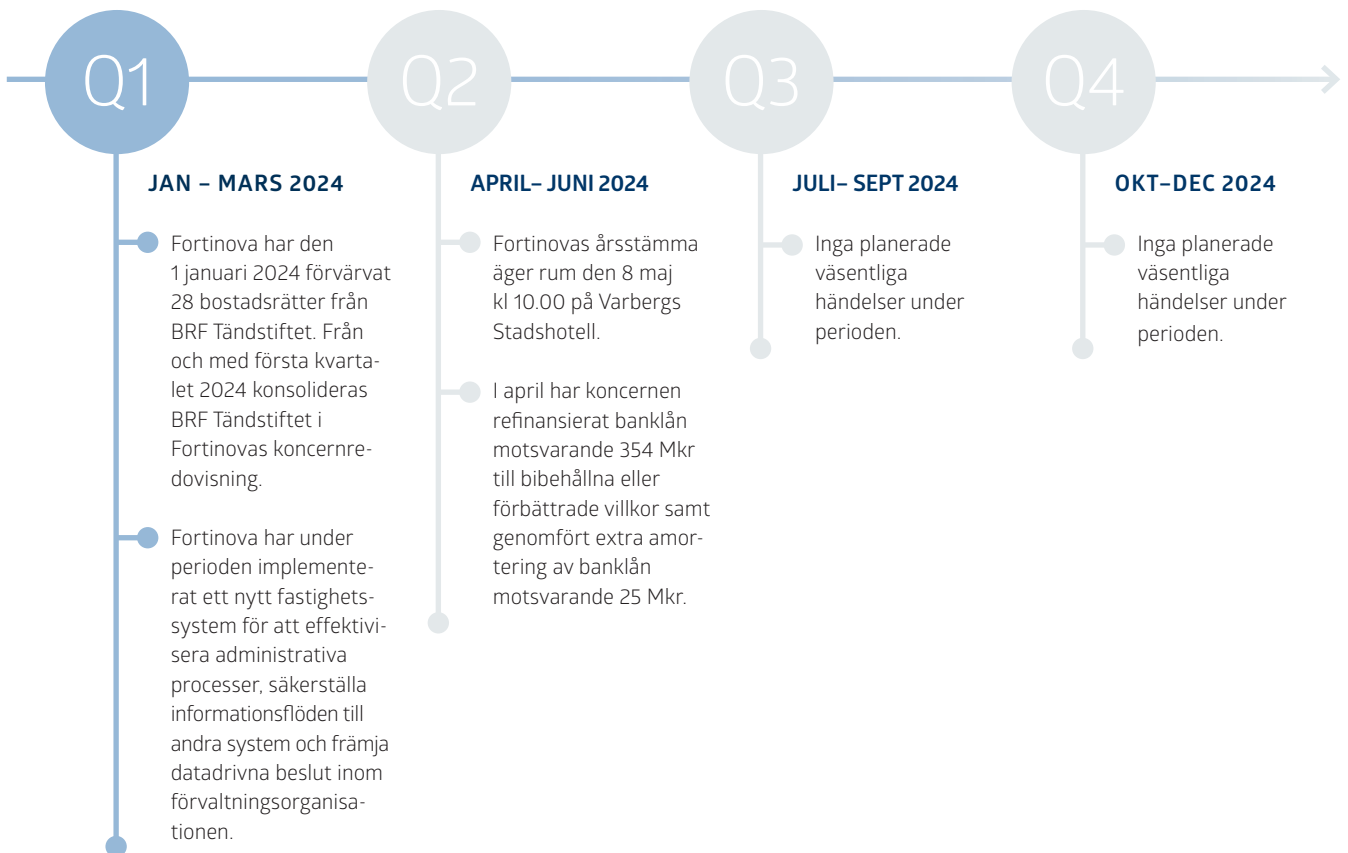 Q1
JAN – MARS 2024
Fortinova har den
1 januari 2024 förvärvat
28 bostadsrätter från
BRF Tändstiftet. Från
och med första kvarta-
let 2024 konsolideras
BRF Tändstiftet i
Fortinovas koncernre-
dovisning.
Fortinova har under
perioden implemente-
rat ett nytt fastighets-
system för att effektivi-
sera administrativa
processer, säkerställa
informationsflöden till
andra system och främja
datadrivna beslut inom
förvaltningsorganisa-
tionen.
Q2
APRIL– JUNI 2024
Fortinovas årsstämma
äger rum den 8 maj
kl 10.00 på Varbergs
Stadshotell.
I april har koncernen
refinansierat banklån
motsvarande 354 Mkr
till bibehållna eller
förbättrade villkor samt
genomfört extra amor-
tering av banklån
motsvarande 25 Mkr.
Q3
JULI– SEPT 2024
Inga planerade
väsentliga
händelser under
perioden.
Q4
OKT–DEC 2024
Inga planerade
väsentliga
händelser under
perioden.